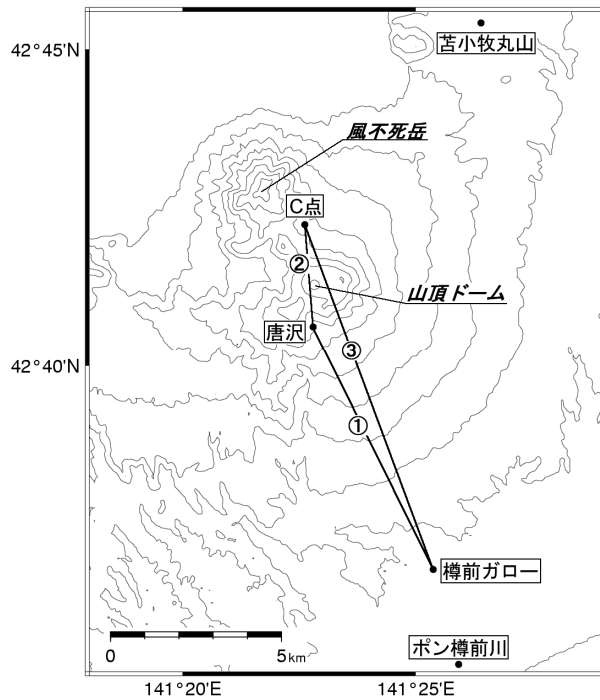 42°45'N
苫小牧丸山
風不死岳
C点
②
山頂ドーム
唐沢
③
42°40'N
①
樽前ガロー
ポン樽前川
0
5km
141°20'E
141°25'E